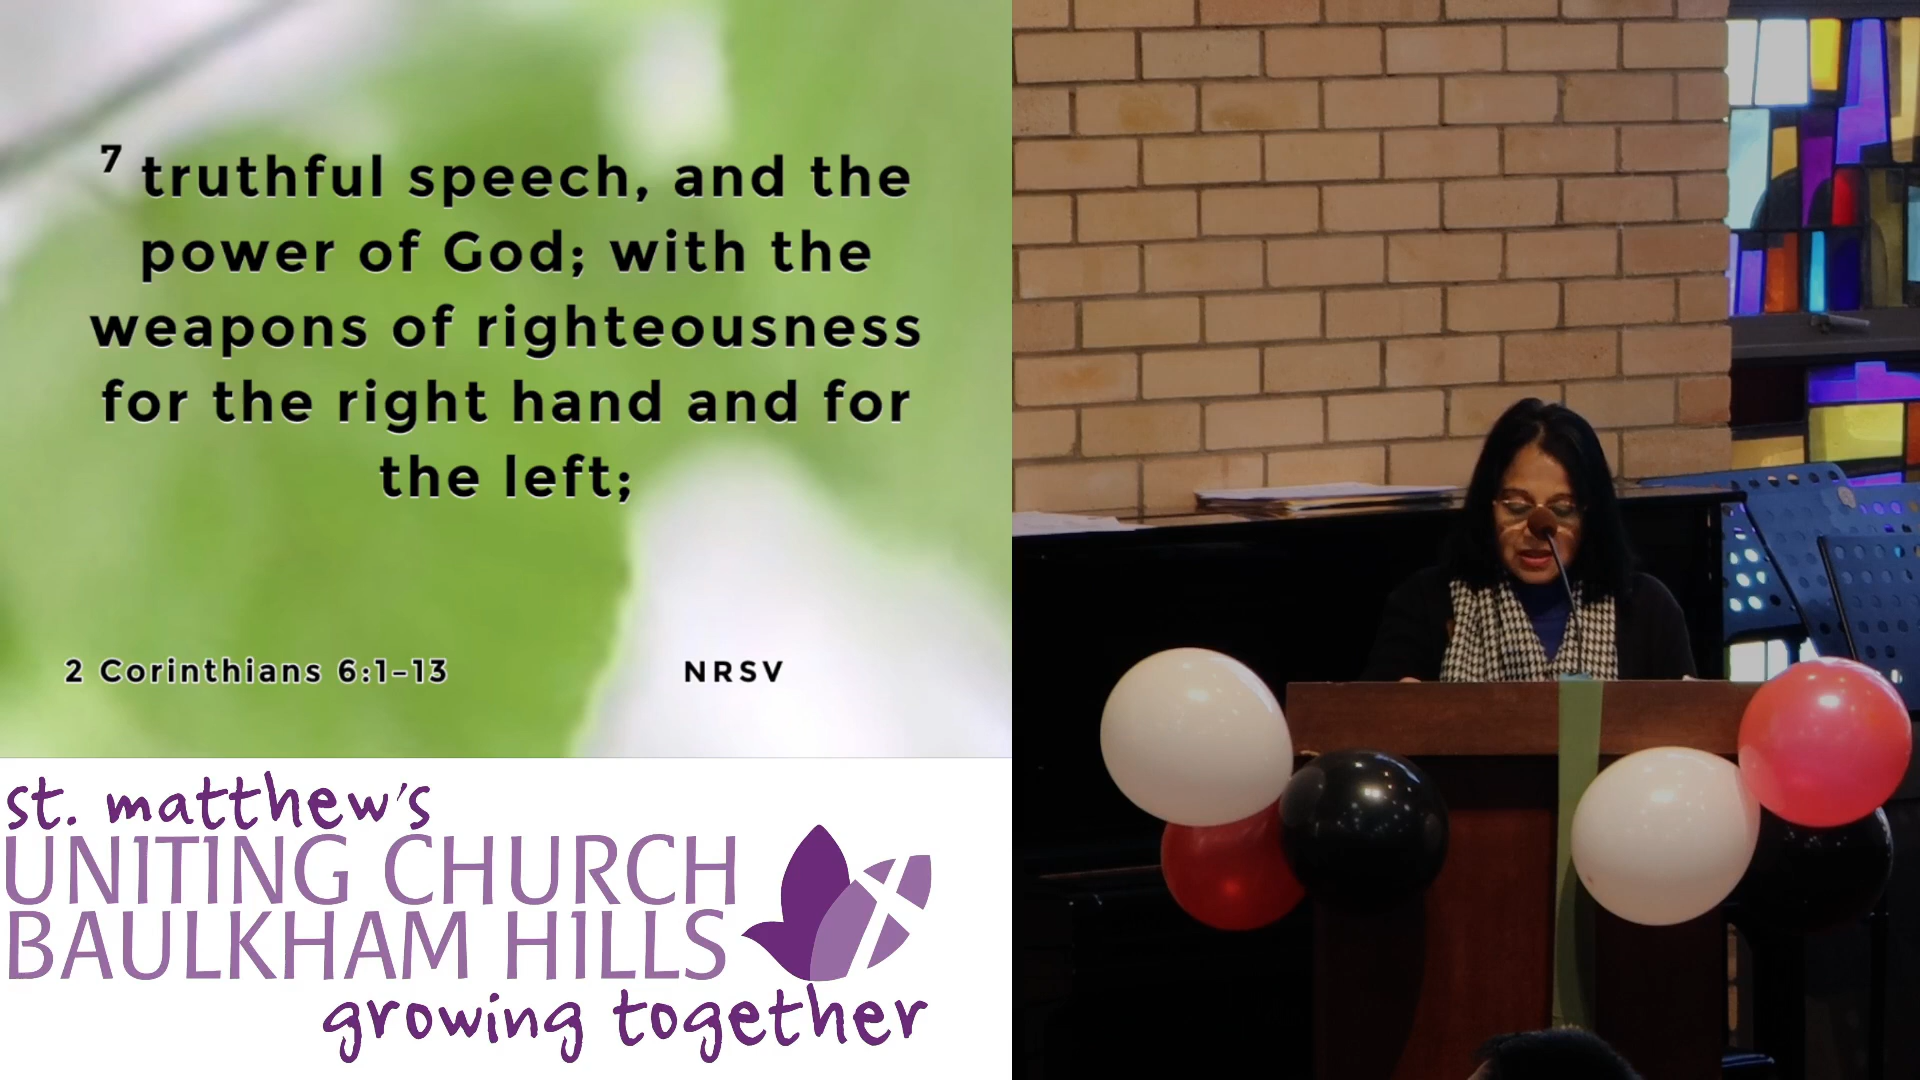 7 truthful speech, and the
power of God; with the
weapons of righteousness
for the right hand and for
the left;
2 Corinthians 6:1–13 NRSV
st. matthew's
UNITING CHURCH
BAULKHAM HILLS
growing together